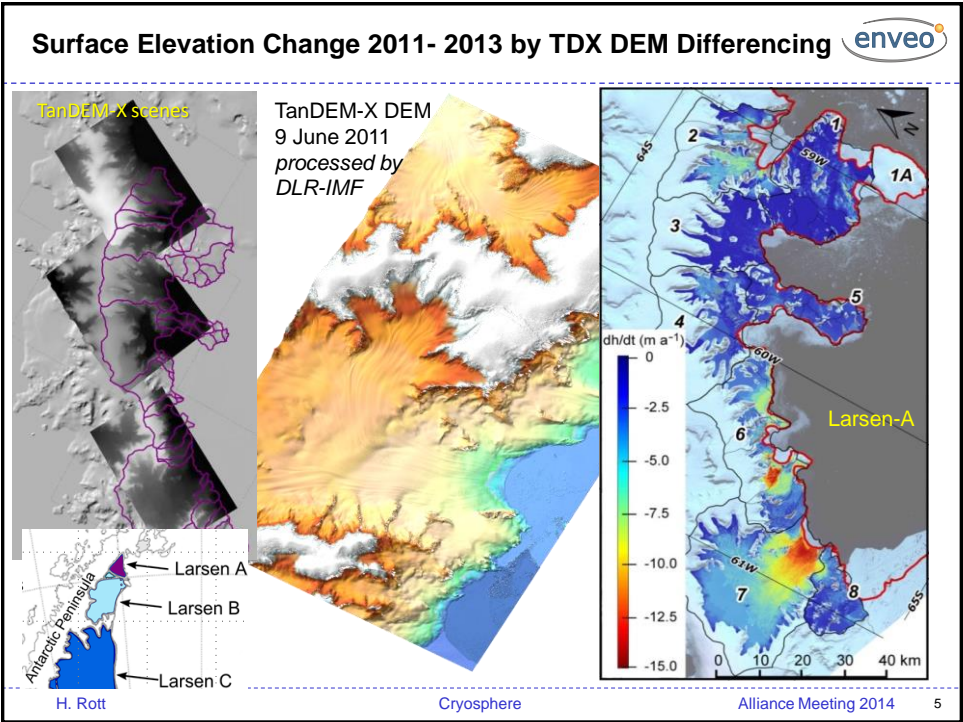 Surface Elevation Change 2011- 2013 by TDX DEM Differencing
enveo
TanDEM-X scenes
TanDEM-X DEM
9 June 2011
processed by
DLR-IMF
Larsen A
Larsen B
Larsen C
Antarctic Peninsula
N
64S
59W
1
1A
2
3
4
5
dh/dt (m a⁻¹)
0
-2.5
-5.0
-7.5
-10.0
-12.5
-15.0
60W
Larsen-A
6
61W
7
8
65S
0 10 20 30 40 km
H. Rott Cryosphere Alliance Meeting 2014 5